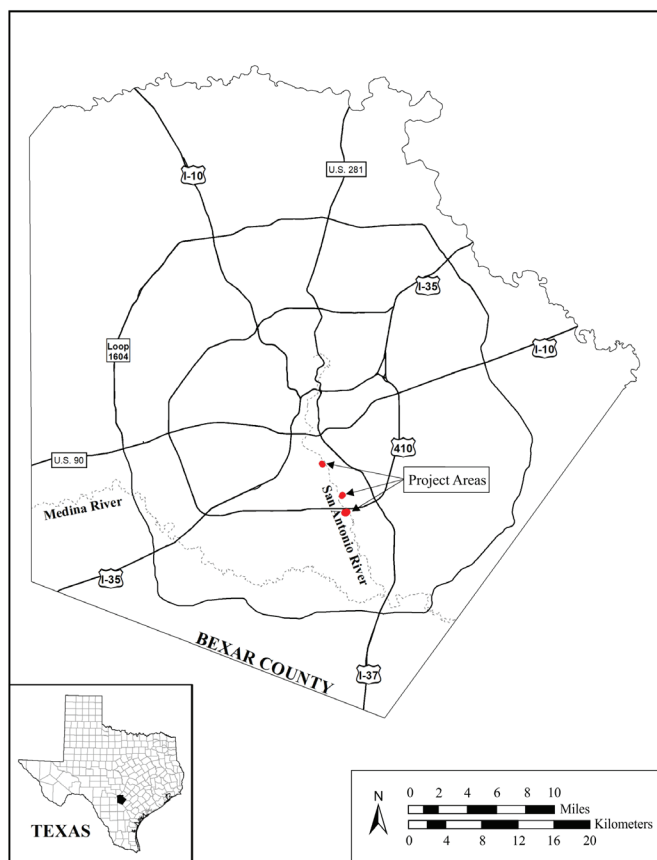 I-10
U.S. 281
I-35
Loop
1604
I-10
410
U.S. 90
Project Areas
Medina River
San Antonio River
I-35
BEXAR COUNTY
I-37
TEXAS
N
0 2 4 6 8 10
Miles
Kilometers
0 4 8 12 16 20